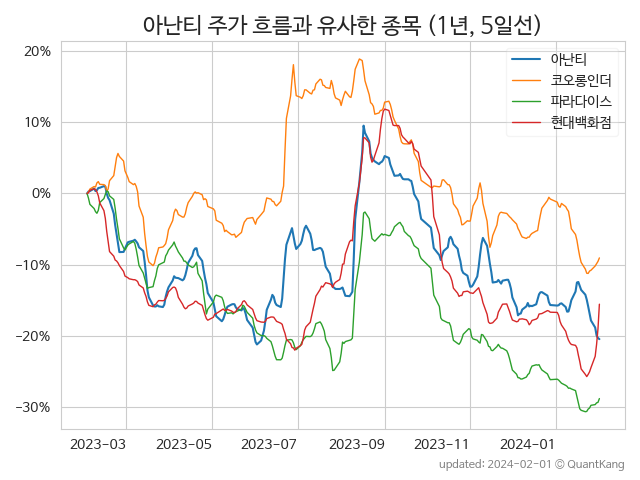 아난티 주가 흐름과 유사한 종목 (1년, 5일선)
아난티
코오롱인더
파라다이스
현대백화점
20%
10%
0%
−10%
−20%
−30%
2023-03 2023-05 2023-07 2023-09 2023-11 2024-01
updated: 2024-02-01 © QuantKang